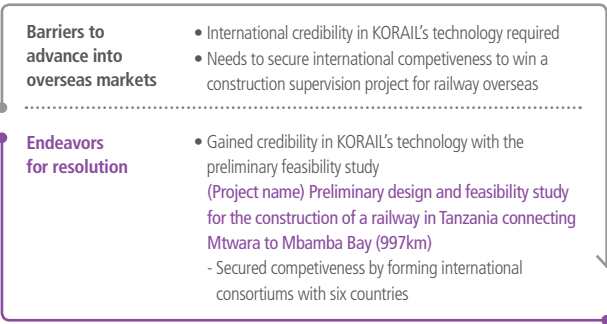 Barriers to
advance into
overseas markets
• International credibility in KORAIL's technology required
• Needs to secure international competiveness to win a
construction supervision project for railway overseas
Endeavors
for resolution
• Gained credibility in KORAIL's technology with the
preliminary feasibility study
(Project name) Preliminary design and feasibility study
for the construction of a railway in Tanzania connecting
Mtwara to Mbamba Bay (997km)
- Secured competiveness by forming international
consortiums with six countries